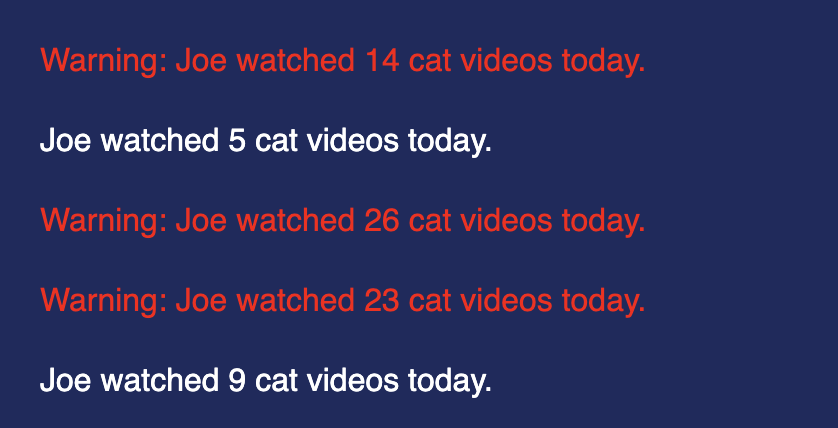 Warning: Joe watched 14 cat videos today.
Joe watched 5 cat videos today.
Warning: Joe watched 26 cat videos today.
Warning: Joe watched 23 cat videos today.
Joe watched 9 cat videos today.